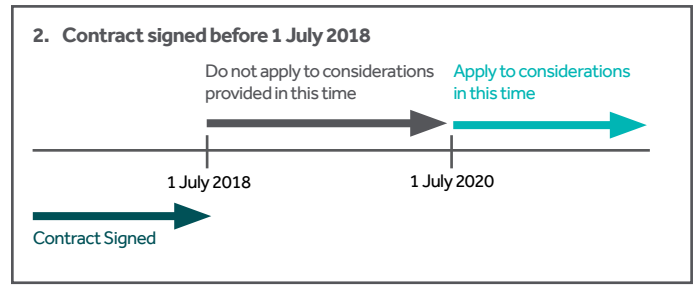 2. Contract signed before 1 July 2018
Do not apply to considerations
provided in this time
Apply to considerations
in this time
1 July 2018
1 July 2020
Contract Signed